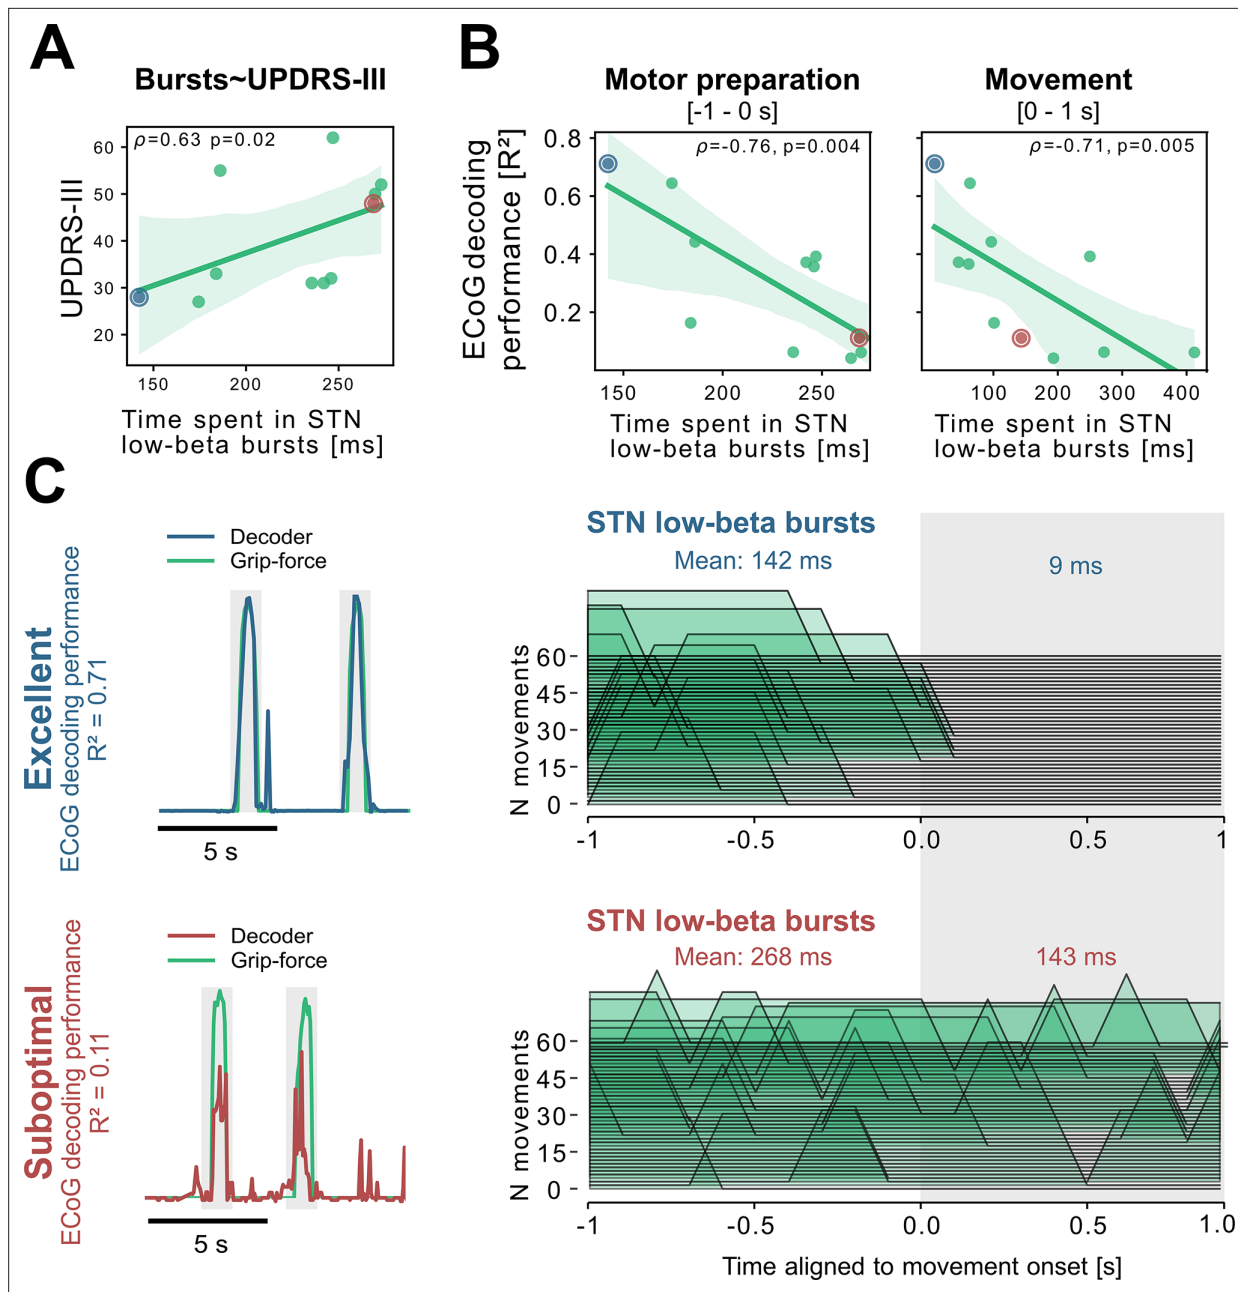 A
Bursts~UPDRS-III
ρ=0.63 p=0.02
UPDRS-III
60
50
40
30
20
150
200
250
Time spent in STN
low-beta bursts [ms]
B
Motor preparation
[-1 - 0 s]
ρ=-0.76, p=0.004
ECoG decoding
performance [R²]
0.8
0.6
0.4
0.2
150
200
250
Time spent in STN
low-beta bursts [ms]
Movement
[0 - 1 s]
ρ=-0.71, p=0.005
100
200
300
400
Time spent in STN
low-beta bursts [ms]
C
Excellent
ECoG decoding performance
R² = 0.71
Decoder
Grip-force
5 s
STN low-beta bursts
Mean: 142 ms
9 ms
N movements
60
45
30
15
0
-1
-0.5
0.0
0.5
1
Suboptimal
ECoG decoding performance
R² = 0.11
Decoder
Grip-force
5 s
STN low-beta bursts
Mean: 268 ms
143 ms
N movements
60
45
30
15
0
-1
-0.5
0.0
0.5
1.0
Time aligned to movement onset [s]